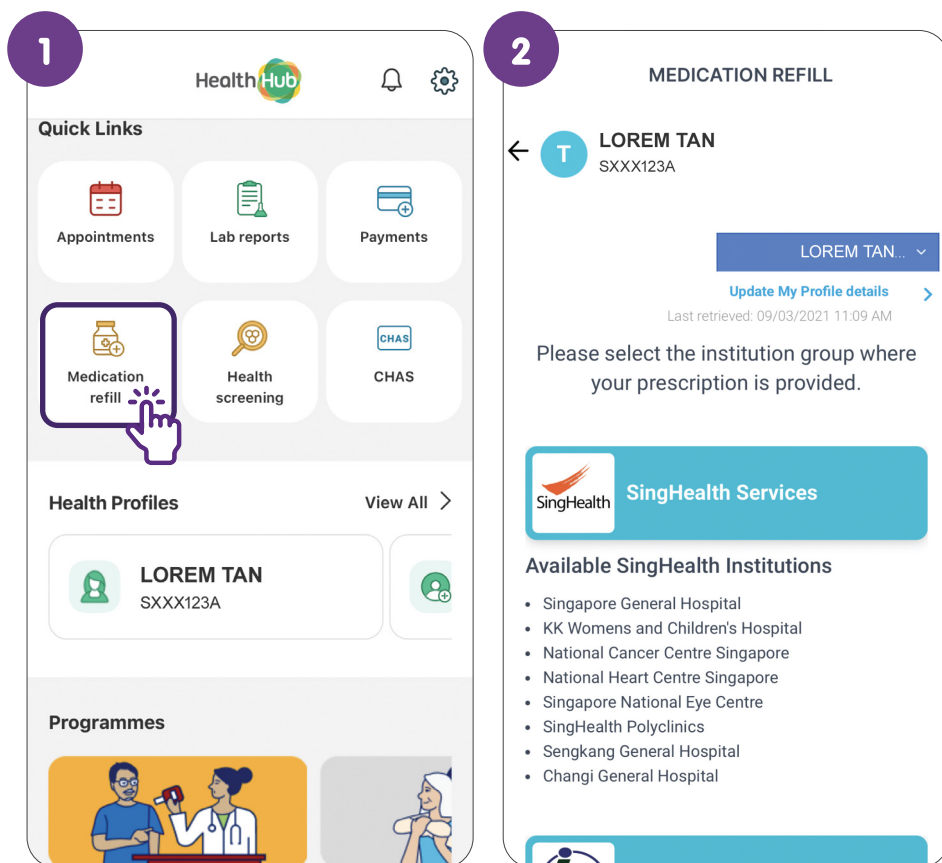 1
HealthHub
Quick Links
Appointments
Lab reports
Payments
Medication
refill
Health
screening
CHAS
CHAS
Health Profiles
View All
LOREM TAN
SXXX123A
Programmes
2
MEDICATION REFILL
T
LOREM TAN
SXXX123A
LOREM TAN...
Update My Profile details
Last retrieved: 09/03/2021 11:09 AM
Please select the institution group where
your prescription is provided.
SingHealth
SingHealth Services
Available SingHealth Institutions
• Singapore General Hospital
• KK Womens and Children's Hospital
• National Cancer Centre Singapore
• National Heart Centre Singapore
• Singapore National Eye Centre
• SingHealth Polyclinics
• Sengkang General Hospital
• Changi General Hospital